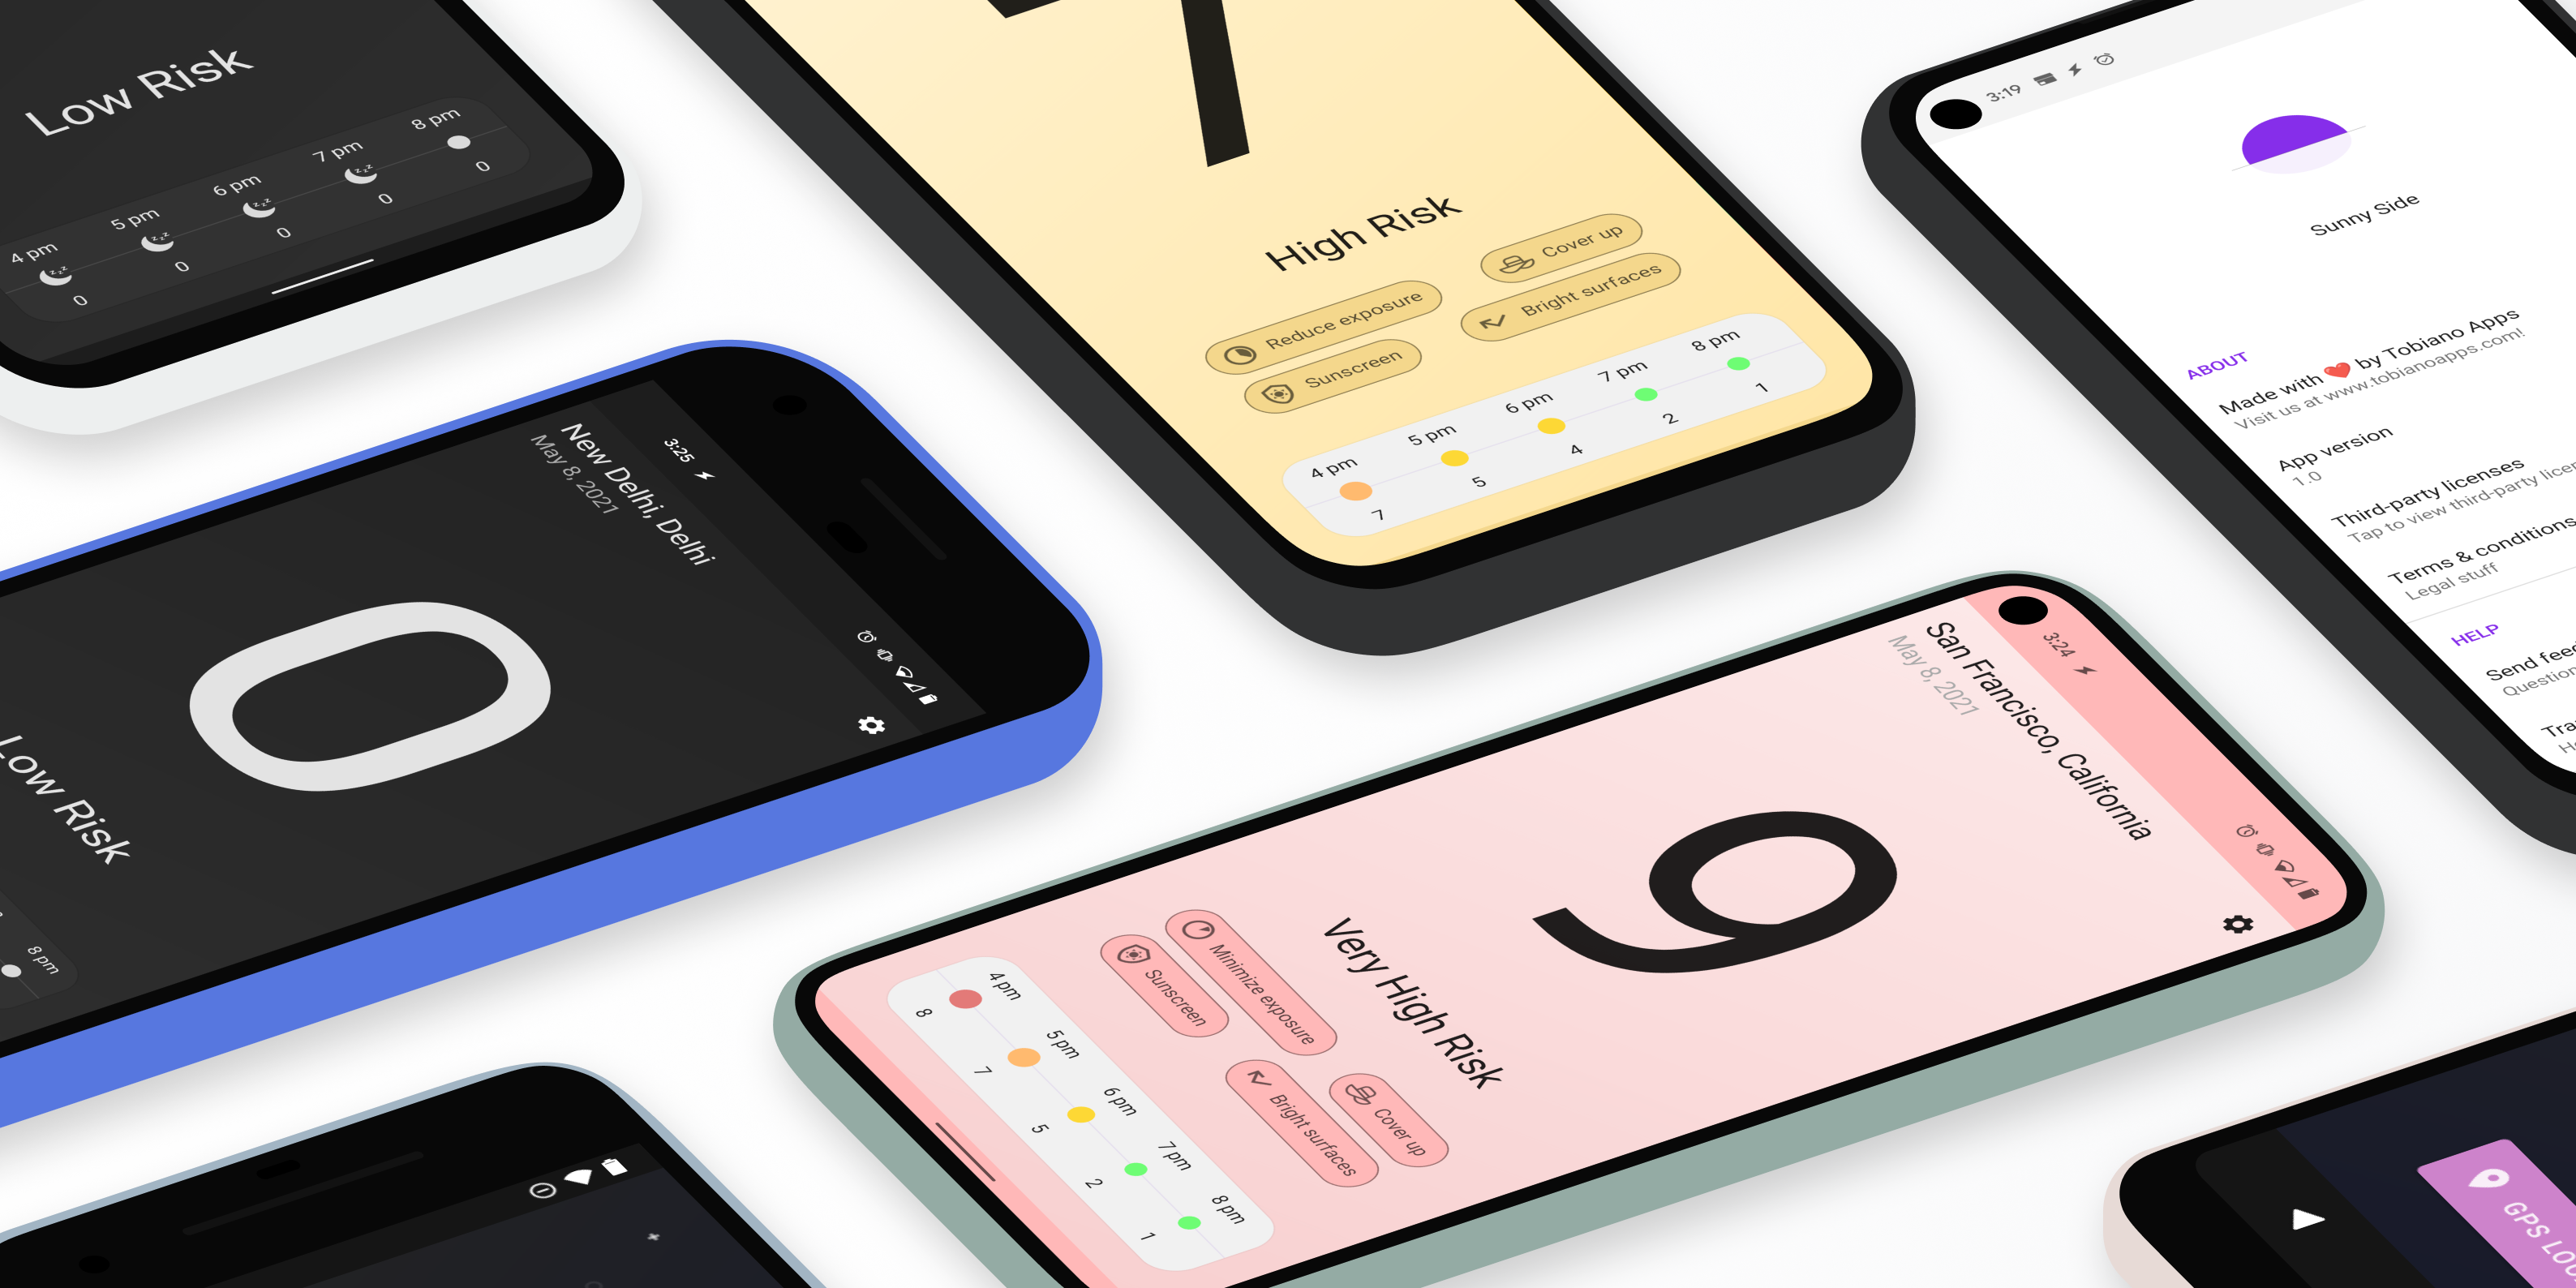 Low Risk
4 pm 5 pm 6 pm 7 pm 8 pm
0 0 0 0 0
7
High Risk
Reduce exposure
Cover up
Sunscreen
Bright surfaces
4 pm 5 pm 6 pm 7 pm 8 pm
7 5 4 2 1
3:19
Sunny Side
ABOUT
Made with ❤️ by Tobiano Apps
Visit us at www.tobianoapps.com!
App version
1.0
Third-party licenses
Tap to view third-party
Terms & conditions
Legal stuff
HELP
Send
3:25
New Delhi, Delhi
May 8, 2021
0
Low Risk
8 pm
3:24
San Francisco, California
May 8, 2021
9
Very High Risk
Minimize exposure
Cover up
Sunscreen
Bright surfaces
4 pm 5 pm 6 pm 7 pm 8 pm
8 7 5 2 1
GPS